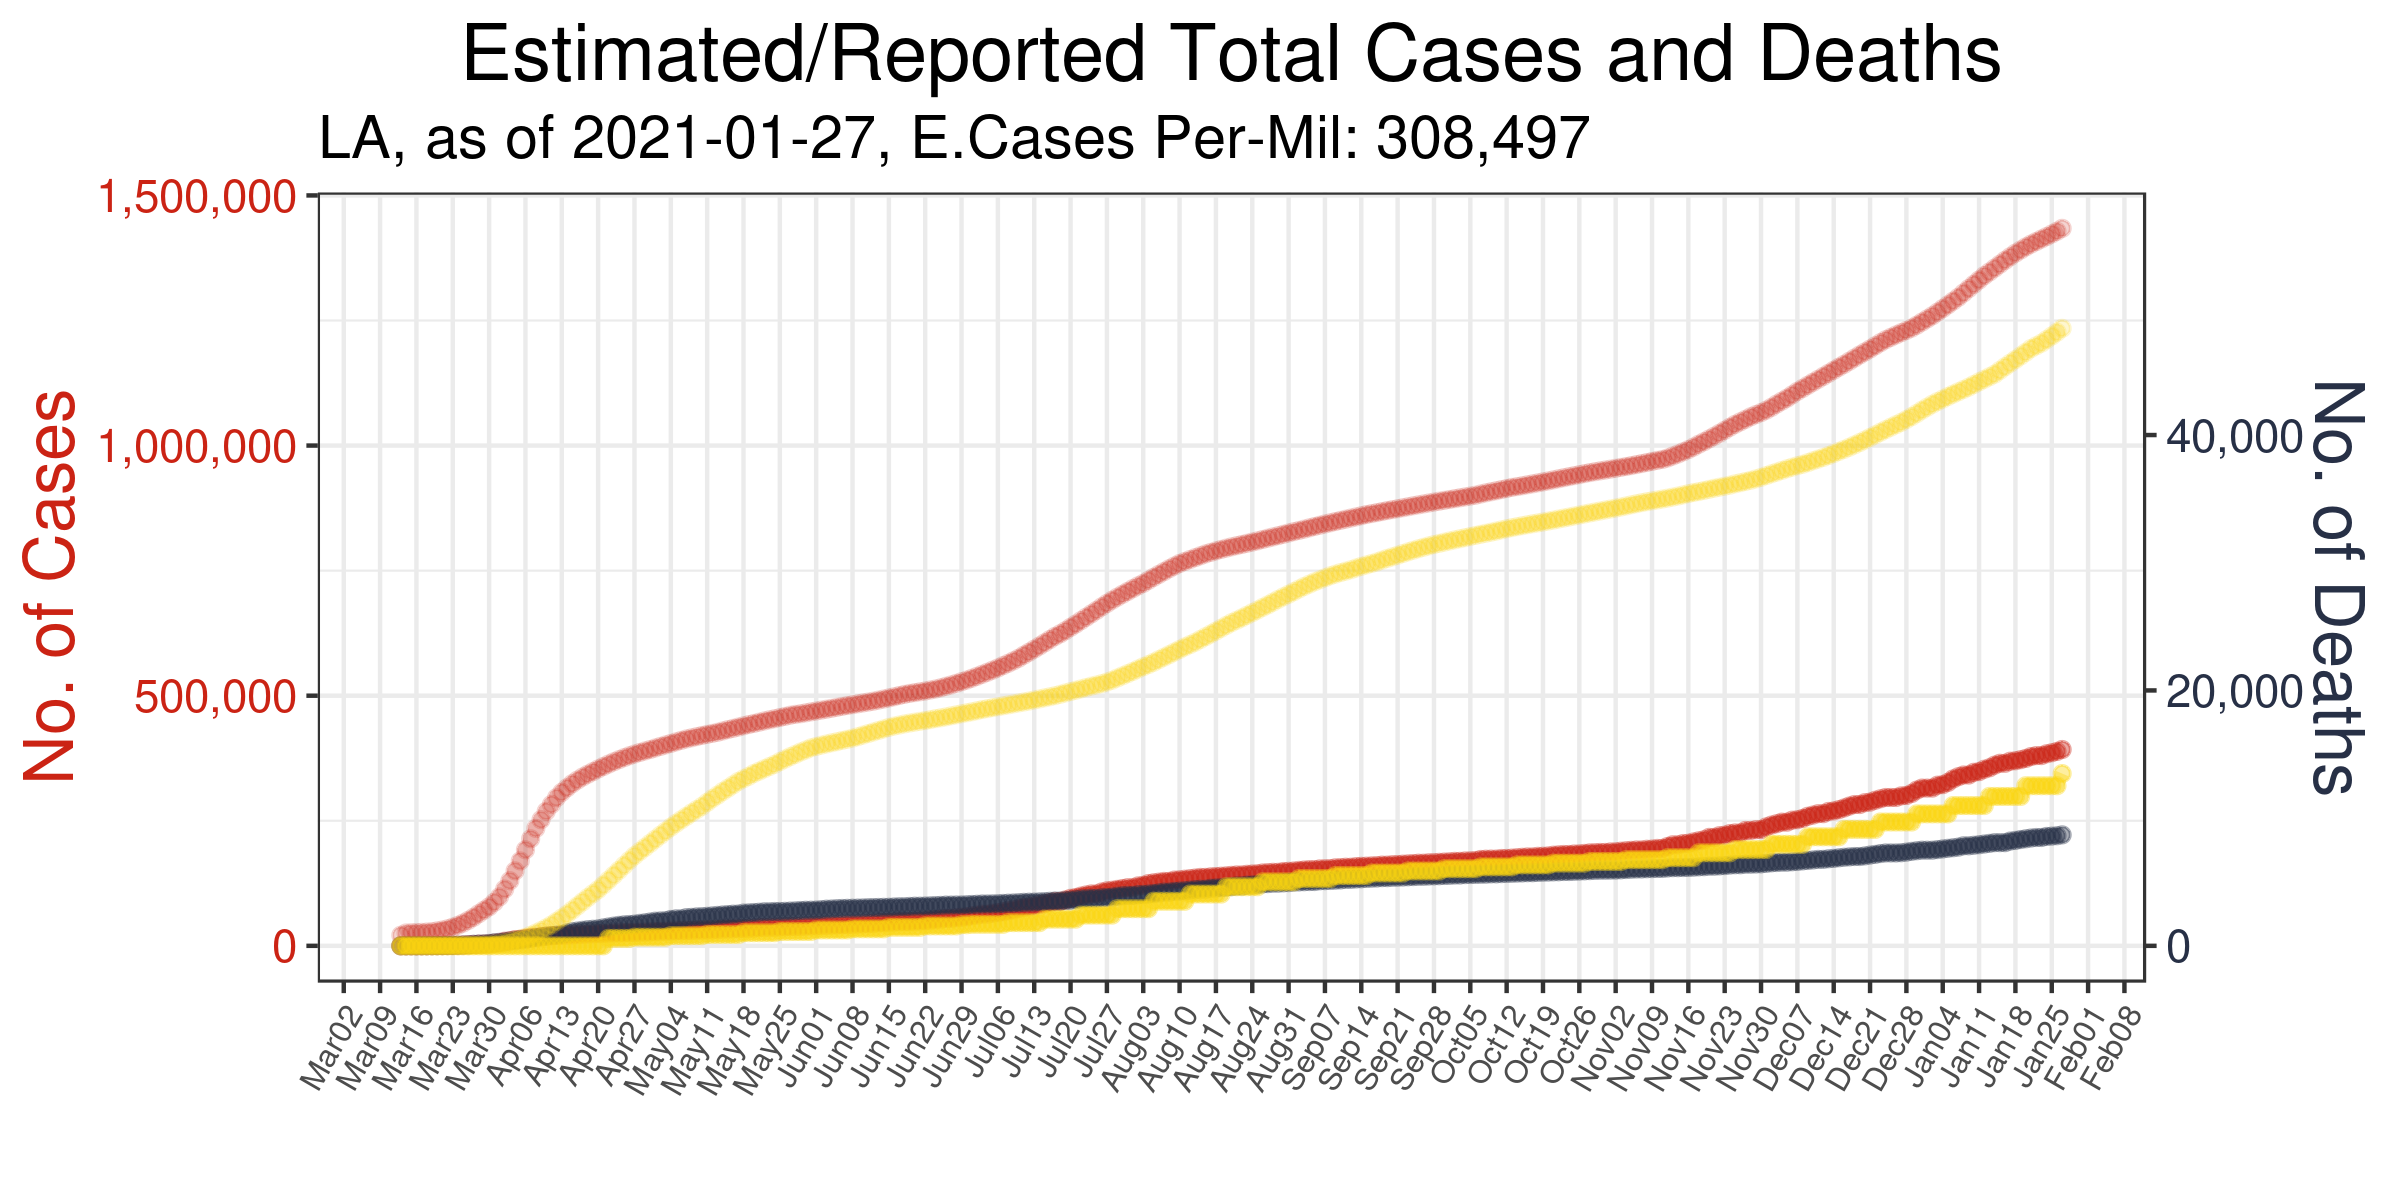 Estimated/Reported Total Cases and Deaths
LA, as of 2021-01-27, E.Cases Per-Mil: 308,497
No. of Cases
1,500,000
1,000,000
500,000
0
40,000
20,000
0
No. of Deaths
Mar02
Mar09
Mar16
Mar23
Mar30
Apr06
Apr13
Apr20
Apr27
May04
May11
May18
May25
Jun01
Jun08
Jun15
Jun22
Jun29
Jul06
Jul13
Jul20
Jul27
Aug03
Aug10
Aug17
Aug24
Aug31
Sep07
Sep14
Sep21
Sep28
Oct05
Oct12
Oct19
Oct26
Nov02
Nov09
Nov16
Nov23
Nov30
Dec07
Dec14
Dec21
Dec28
Jan04
Jan11
Jan18
Jan25
Feb01
Feb08